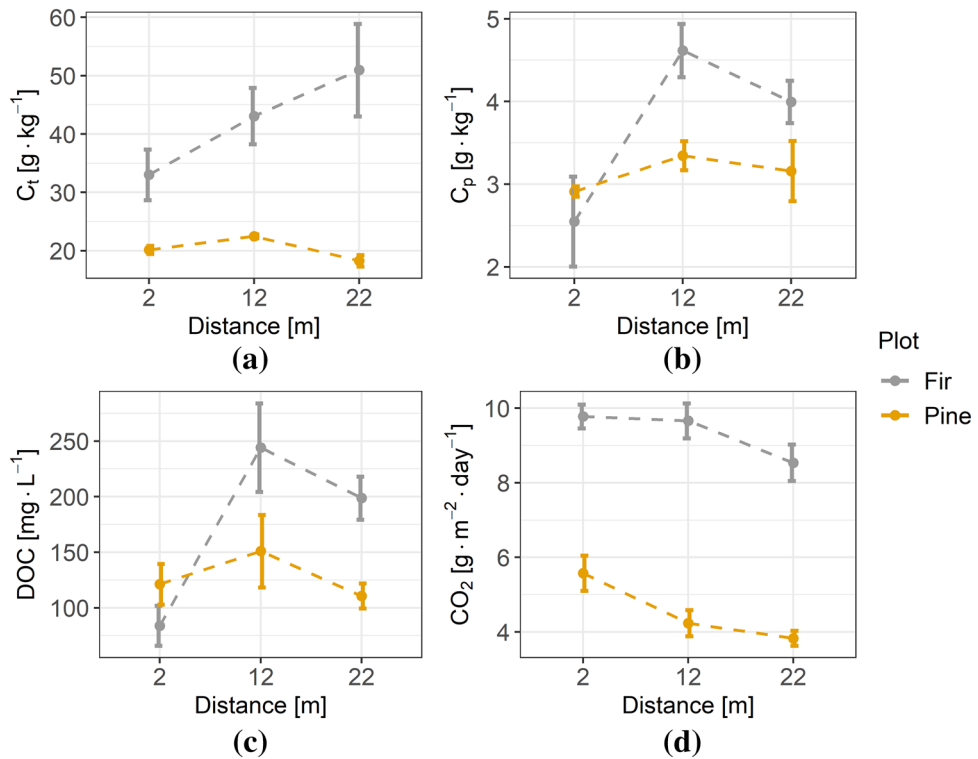 60
50
40
30
20
C_t [g · kg⁻¹]
2 12 22
Distance [m]
(a)
5
4
3
2
C_p [g · kg⁻¹]
2 12 22
Distance [m]
(b)
Plot
Fir
Pine
250
200
150
100
DOC [mg · L⁻¹]
2 12 22
Distance [m]
(c)
10
8
6
4
CO₂ [g · m⁻² · day⁻¹]
2 12 22
Distance [m]
(d)